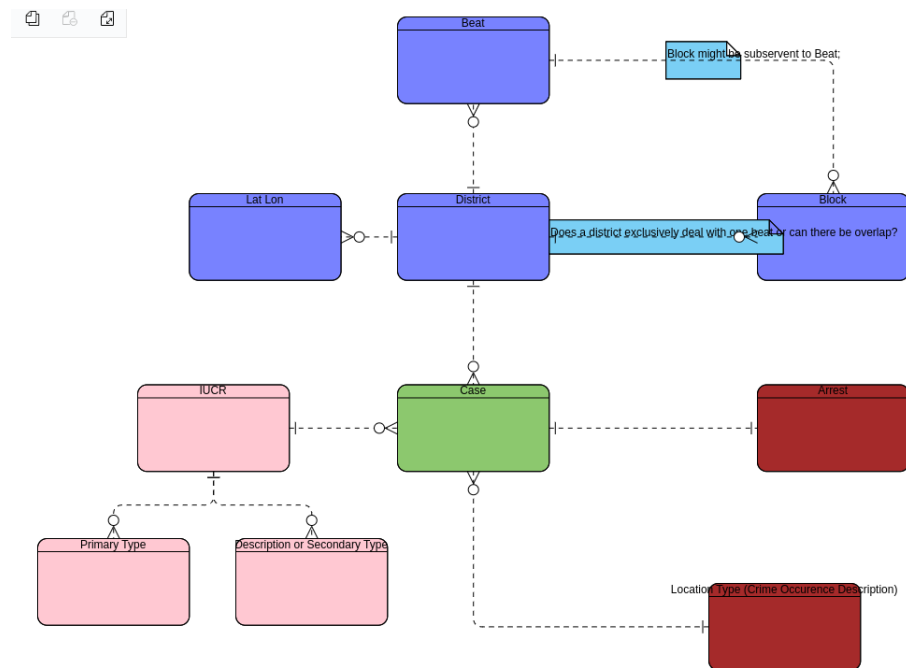 Beat
Block might be subservent to Beat;
Lat Lon
District
Block
Does a district exclusively deal with one beat or can there be overlap?
IUCR
Case
Arrest
Primary Type
Description or Secondary Type
Location Type (Crime Occurence Description)